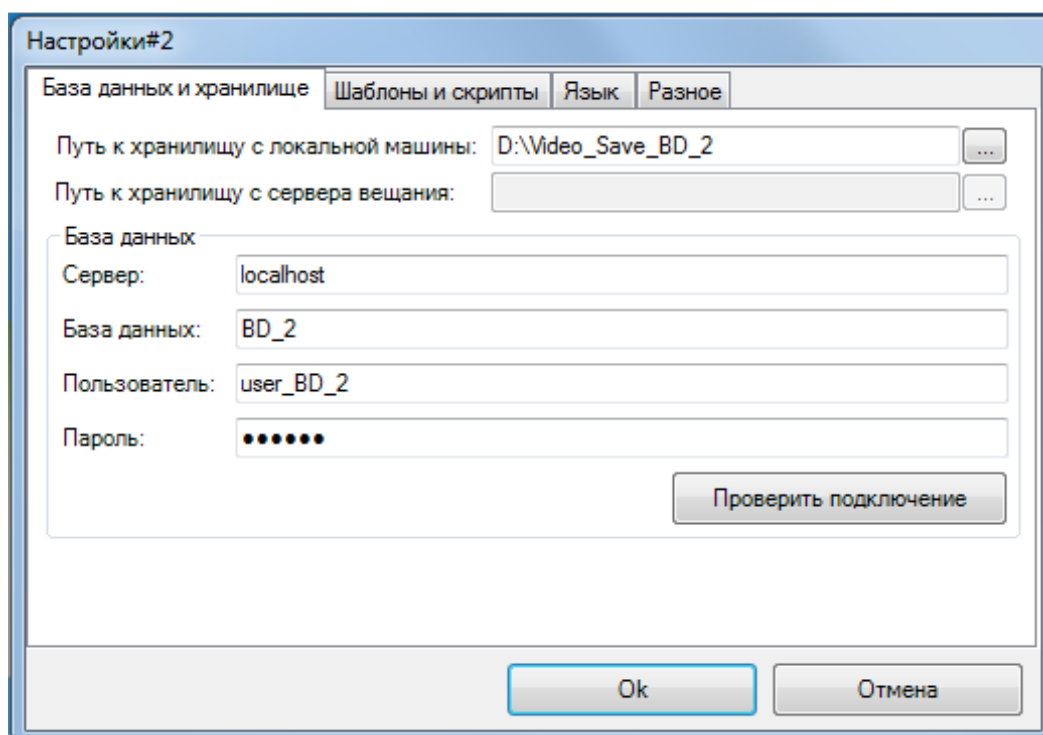 Настройки#2
База данных и хранилище Шаблоны и скрипты Язык Разное
Путь к хранилищу с локальной машины: D:\Video_Save_BD_2 ...
Путь к хранилищу с сервера вещания: ...
База данных
Сервер: localhost
База данных: BD_2
Пользователь: user_BD_2
Пароль: ●●●●●●
Проверить подключение
Ok Отмена